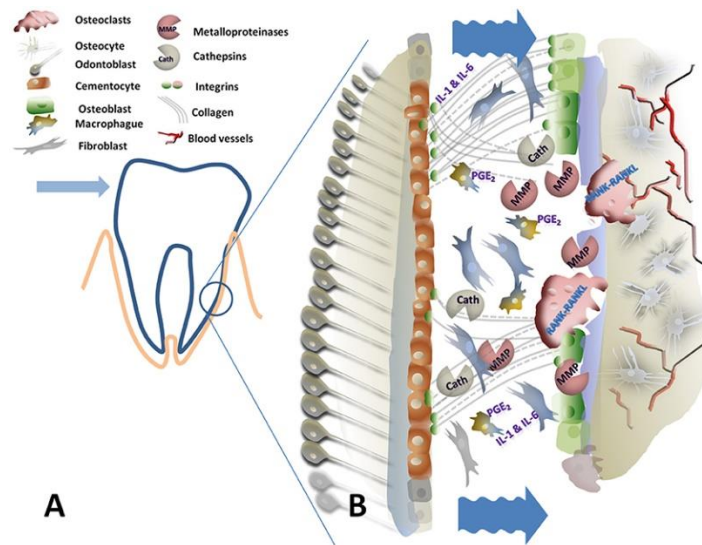 Osteoclasts
Osteocyte
Odontoblast
Cementocyte
Osteoblast
Macrophague
Fibroblast
MMP
Metalloproteinases
Cath
Cathepsins
Integrins
Collagen
Blood vessels
A
IL-1 & IL-6
Cath
MMP
MMP
PGE2
RANK-RANKL
PGE2
MMP
Cath
RANK-RANKL
MMP
Cath
MMP
PGE2
IL-1 & IL-6
B